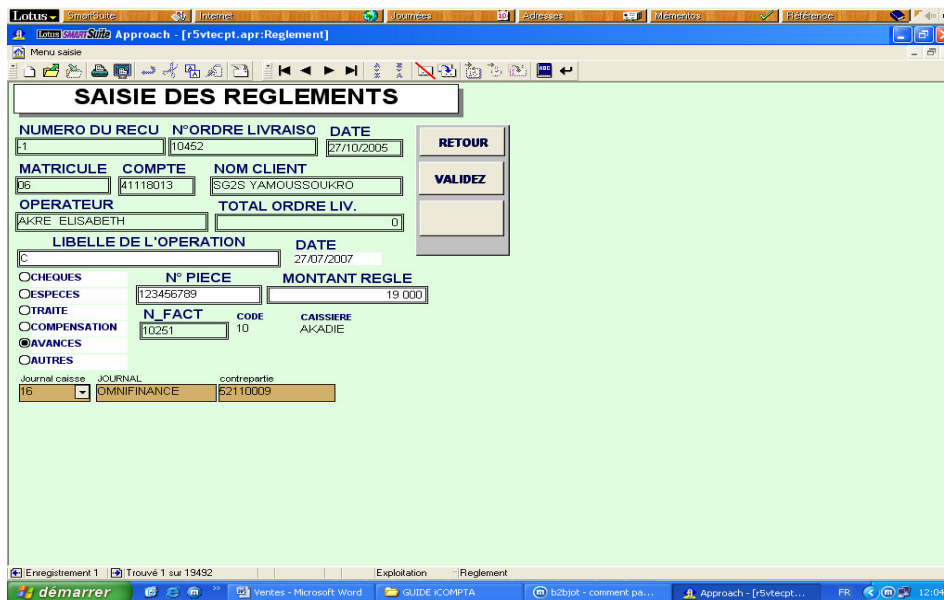 Lotus SmartSuite Internet Journées Adresses Mémentos Référence
Lotus SMARTSuite Approach - [r5vtecpt.apr:Reglement]
Menu saisie
SAISIE DES REGLEMENTS
NUMERO DU RECU N°ORDRE LIVRAISO DATE
-1 10452 27/10/2005
RETOUR
MATRICULE COMPTE NOM CLIENT
06 41118013 SG2S YAMOUSSOUKRO
VALIDEZ
OPERATEUR TOTAL ORDRE LIV.
AKRE ELISABETH 0
LIBELLE DE L'OPERATION DATE
C 27/07/2007
CHEQUES N° PIECE MONTANT REGLE
ESPECES 123456789 19 000
TRAITE N_FACT CODE CAISSIERE
COMPENSATION 10251 10 AKADIE
AVANCES
AUTRES
Journal caisse JOURNAL contrepartie
16 OMNIFINANCE 52110009
Enregistrement 1 Trouvé 1 sur 19492 Exploitation Reglement
démarrer Ventes - Microsoft Word GUIDE iCOMPTA b2bjot - comment pa... Approach - [r5vtecpt... FR 12:04